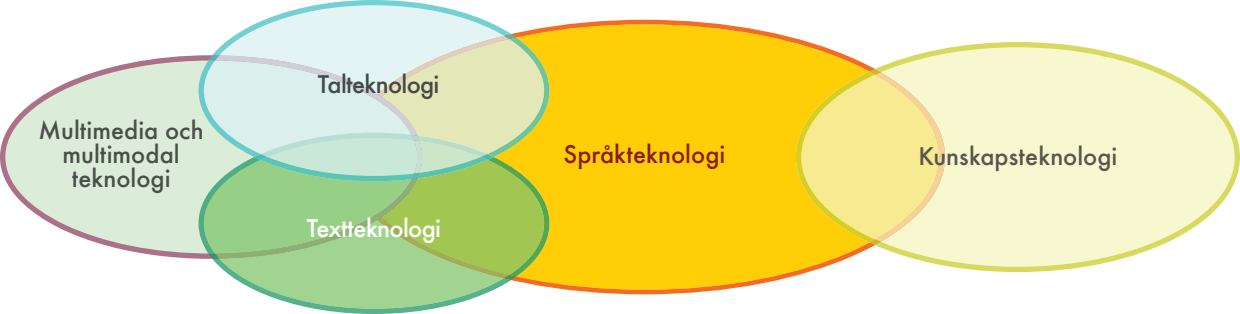 Talteknologi
Multimedia och
multimodal
teknologi
Språkteknologi
Kunskapsteknologi
Textteknologi